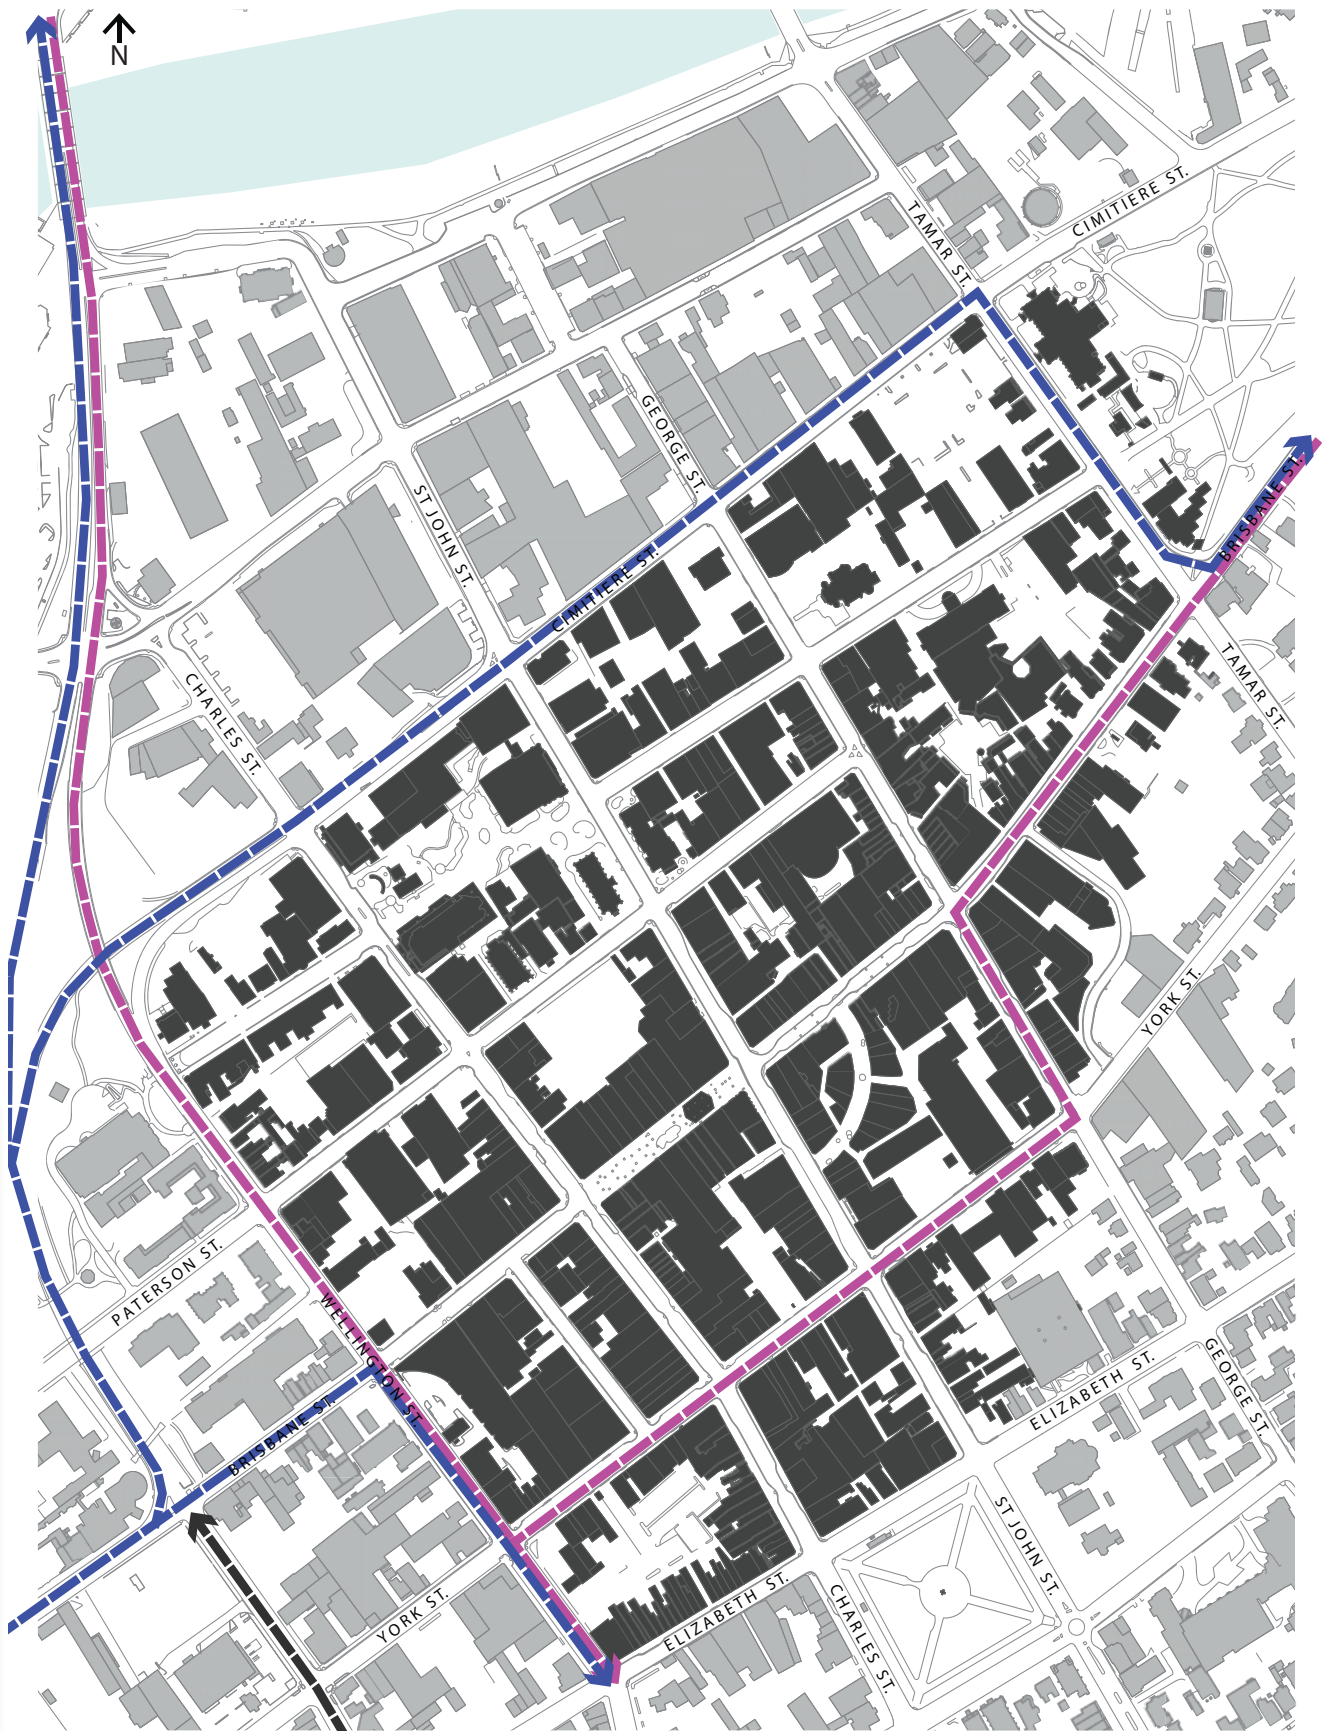 N
TAMAR ST.
CIMITIERE ST.
GEORGE ST.
BRISBANE ST.
ST JOHN ST.
CIMITIERE ST.
CHARLES ST.
TAMAR ST.
YORK ST.
PATERSON ST.
WELLINGTON ST.
BRISBANE ST.
ELIZABETH ST.
GEORGE ST.
ST JOHN ST.
YORK ST.
ELIZABETH ST.
CHARLES ST.